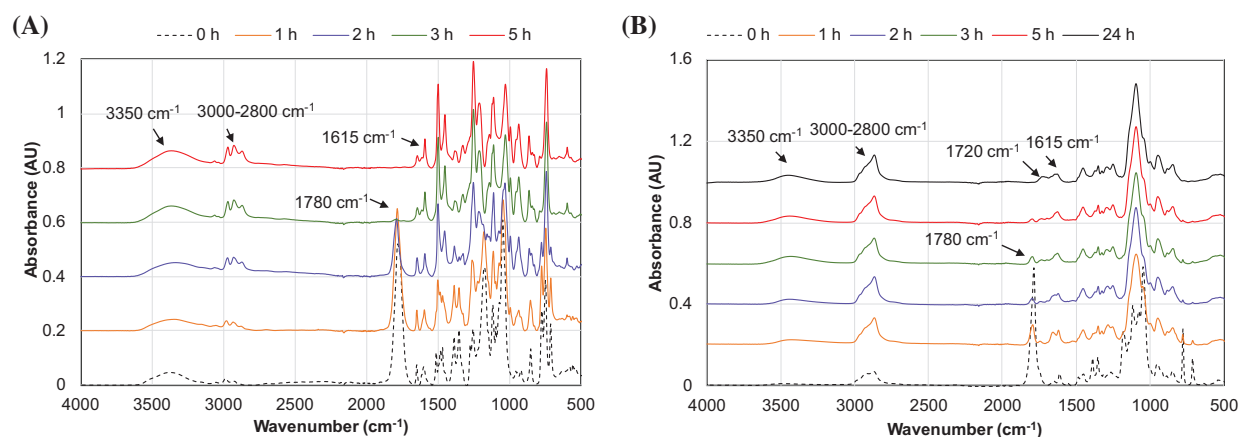 (A)
0 h 1 h 2 h 3 h 5 h
1.4
1.2
1
0.8
0.6
0.4
0.2
0
Absorbance (AU)
3350 cm-1
3000-2800 cm-1
1615 cm-1
1780 cm-1
4000 3500 3000 2500 2000 1500 1000 500
Wavenumber (cm-1)
(B)
0 h 1 h 2 h 3 h 5 h 24 h
1.6
1.2
0.8
0.4
0
Absorbance (AU)
3350 cm-1
3000-2800 cm-1
1720 cm-1
1615 cm-1
1780 cm-1
4000 3500 3000 2500 2000 1500 1000 500
Wavenumber (cm-1)